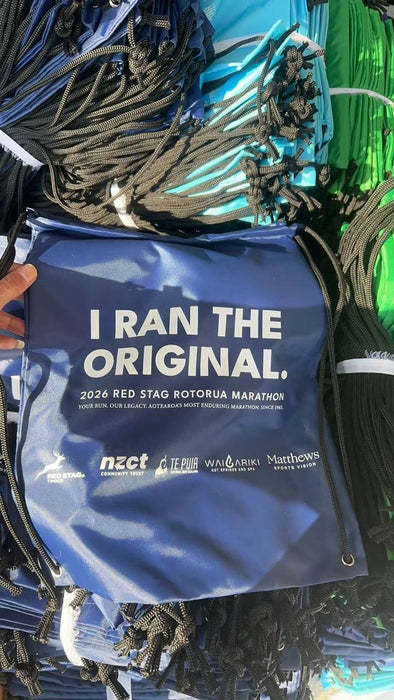 I RAN THE
ORIGINAL.
2026 RED STAG ROTORUA MARATHON
YOUR RUN. OUR LEGACY. AOTEAROA'S MOST ENDURING MARATHON. SINCE 1965.
RED STAG. nzct TE PUIA WAI ARIKI Matthews
TIMBER COMMUNITY TRUST HOT SPRINGS AND SPA SPORTS VISION